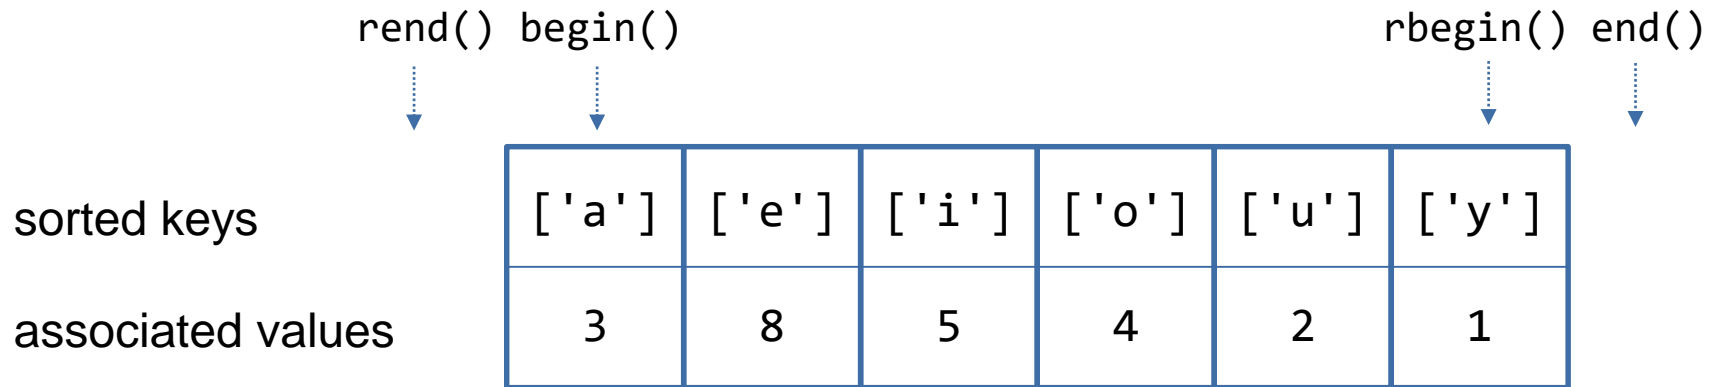 rend() begin() rbegin() end()
sorted keys ['a'] ['e'] ['i'] ['o'] ['u'] ['y']
associated values 3 8 5 4 2 1